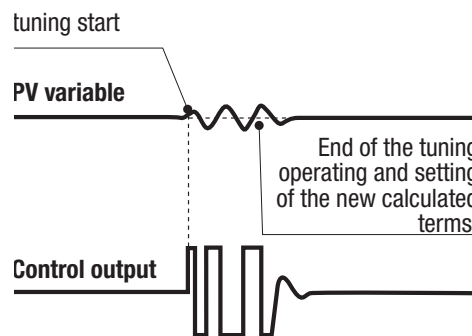 tuning start
PV variable
End of the tuning
operating and setting
of the new calculated
terms
Control output